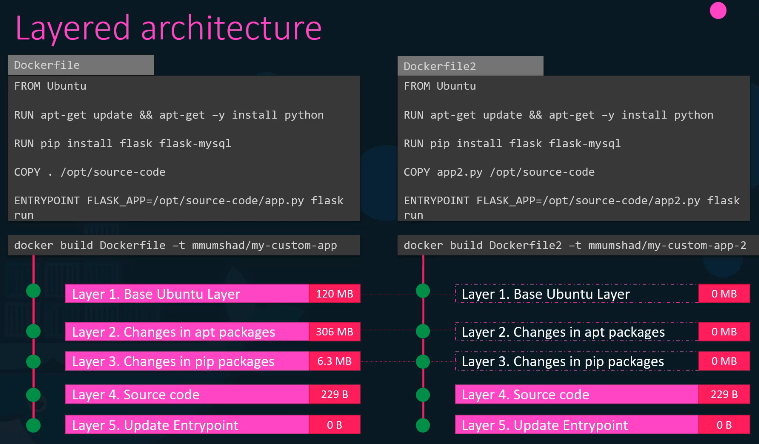 Layered architecture
Dockerfile
FROM Ubuntu
RUN apt-get update && apt-get –y install python
RUN pip install flask flask-mysql
COPY . /opt/source-code
ENTRYPOINT FLASK_APP=/opt/source-code/app.py flask
run
docker build Dockerfile –t mmumshad/my-custom-app
Layer 1. Base Ubuntu Layer 120 MB
Layer 2. Changes in apt packages 306 MB
Layer 3. Changes in pip packages 6.3 MB
Layer 4. Source code 229 B
Layer 5. Update Entrypoint 0 B
Dockerfile2
FROM Ubuntu
RUN apt-get update && apt-get –y install python
RUN pip install flask flask-mysql
COPY app2.py /opt/source-code
ENTRYPOINT FLASK_APP=/opt/source-code/app2.py flask
run
docker build Dockerfile2 –t mmumshad/my-custom-app-2
Layer 1. Base Ubuntu Layer 0 MB
Layer 2. Changes in apt packages 0 MB
Layer 3. Changes in pip packages 0 MB
Layer 4. Source code 229 B
Layer 5. Update Entrypoint 0 B